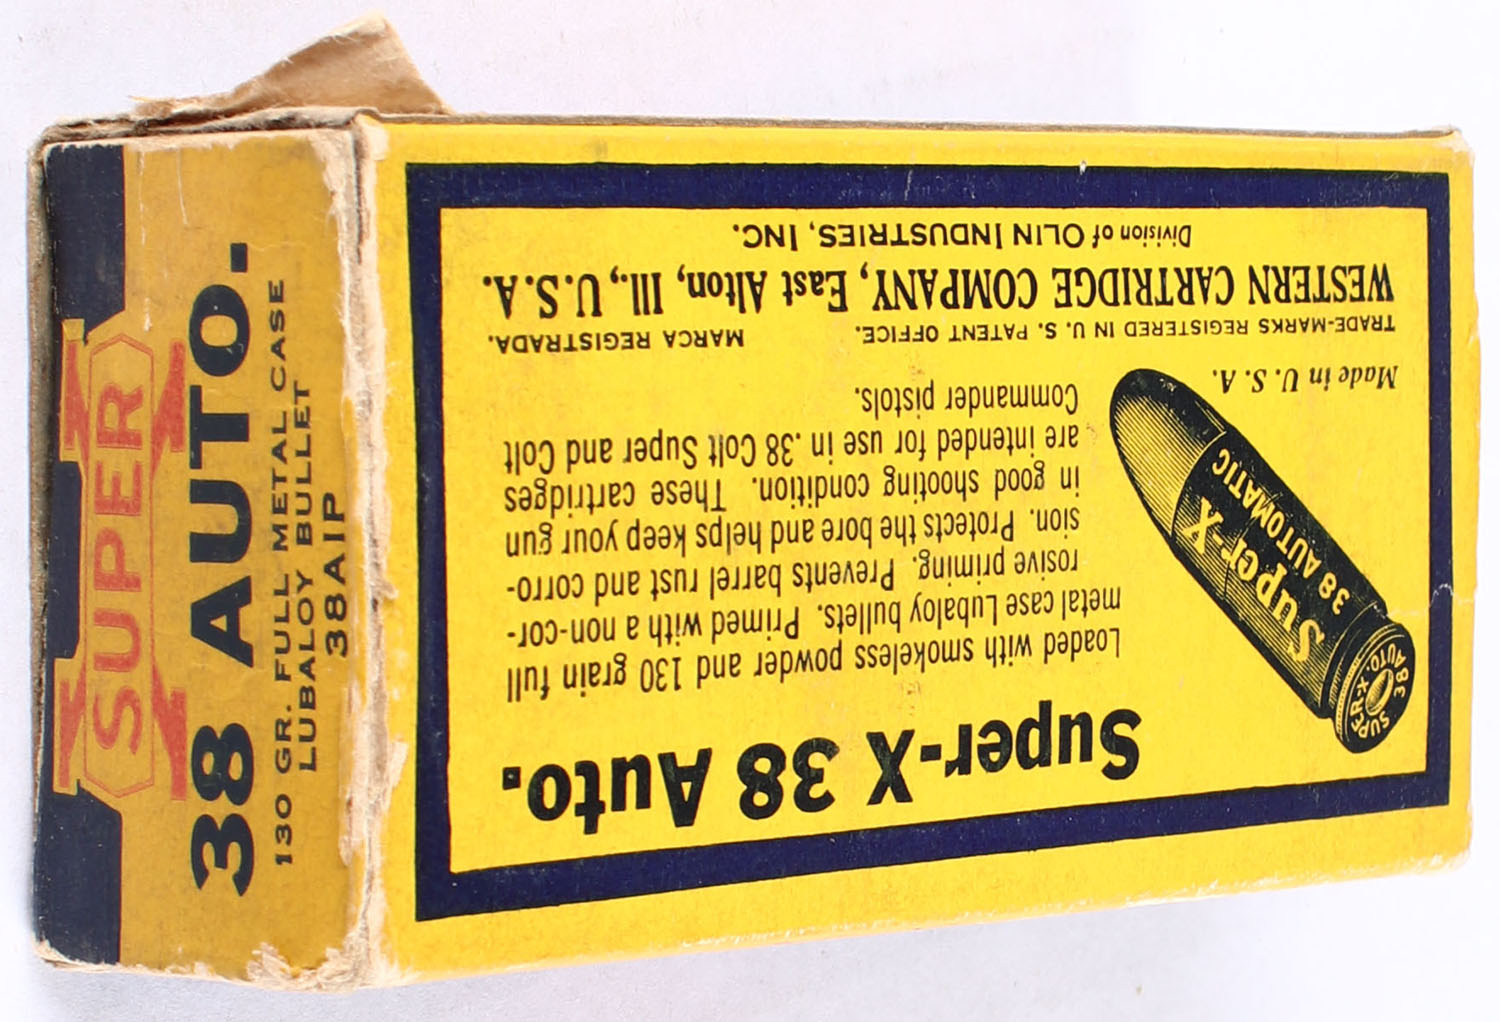 SUPER
X
38 AUTO.
130 GR. FULL METAL CASE
LUBALOY BULLET
38A1P
Super-X 38 Auto.
Loaded with smokeless powder and 130 grain full
metal case Lubaloy bullets. Primed with a non-cor-
rosive priming. Prevents barrel rust and corro-
sion. Protects the bore and helps keep your gun
in good shooting condition. These cartridges
are intended for use in .38 Colt Super and Colt
Commander pistols.
Super-X
38 AUTOMATIC
SUPER-X
38 AUTO.
Made in U. S. A.
TRADE-MARKS REGISTERED IN U. S. PATENT OFFICE. MARCA REGISTRADA.
WESTERN CARTRIDGE COMPANY, East Alton, Ill., U.S.A.
Division of OLIN INDUSTRIES, INC.